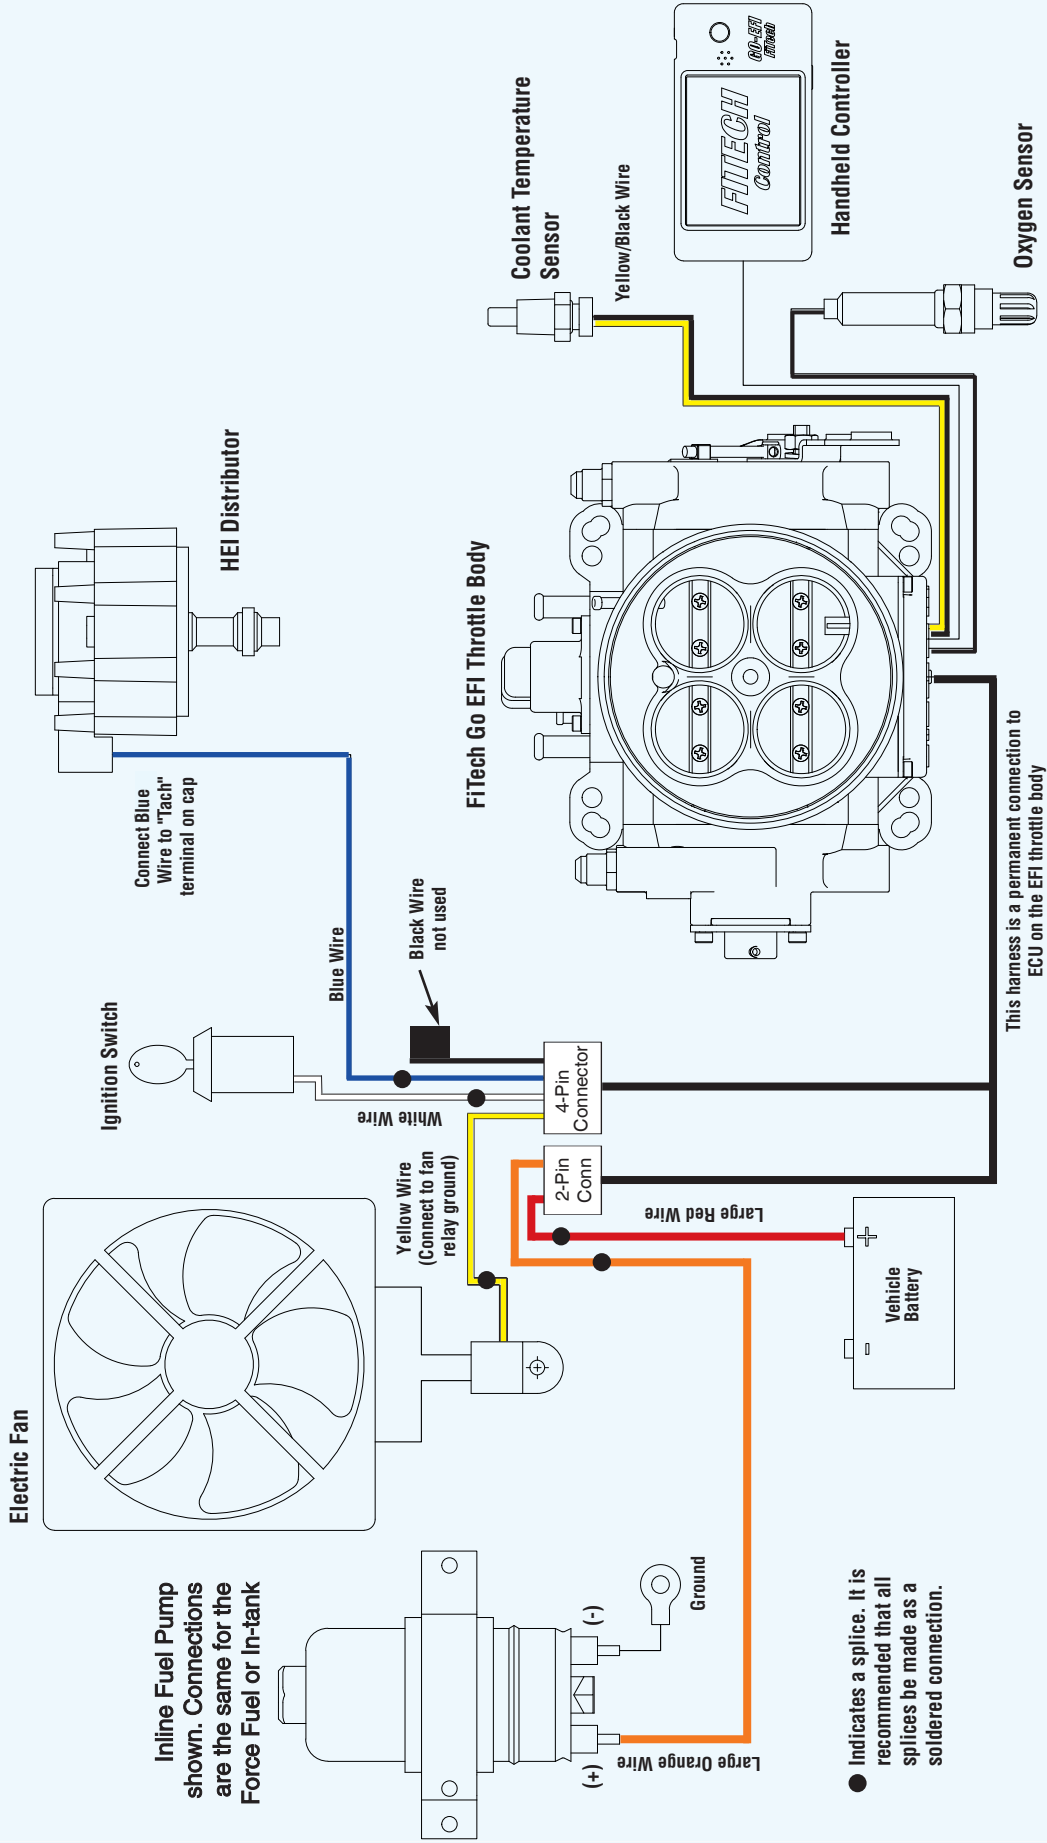 Electric Fan
Ignition Switch
HEI Distributor
Connect Blue
Wire to "Tach"
terminal on cap
Blue Wire
Black Wire
not used
White Wire
Yellow Wire
(Connect to fan
relay ground)
4-Pin
Connector
2-Pin
Conn
Large Red Wire
Vehicle
Battery
+
-
Inline Fuel Pump
shown. Connections
are the same for the
Force Fuel or In-tank
(+)
(-)
Ground
Large Orange Wire
Indicates a splice. It is
recommended that all
splices be made as a
soldered connection.
FiTech Go EFI Throttle Body
This harness is a permanent connection to
ECU on the EFI throttle body
Coolant Temperature
Sensor
Yellow/Black Wire
FITECH
Control
GO-EFI
FiTech
Handheld Controller
Oxygen Sensor